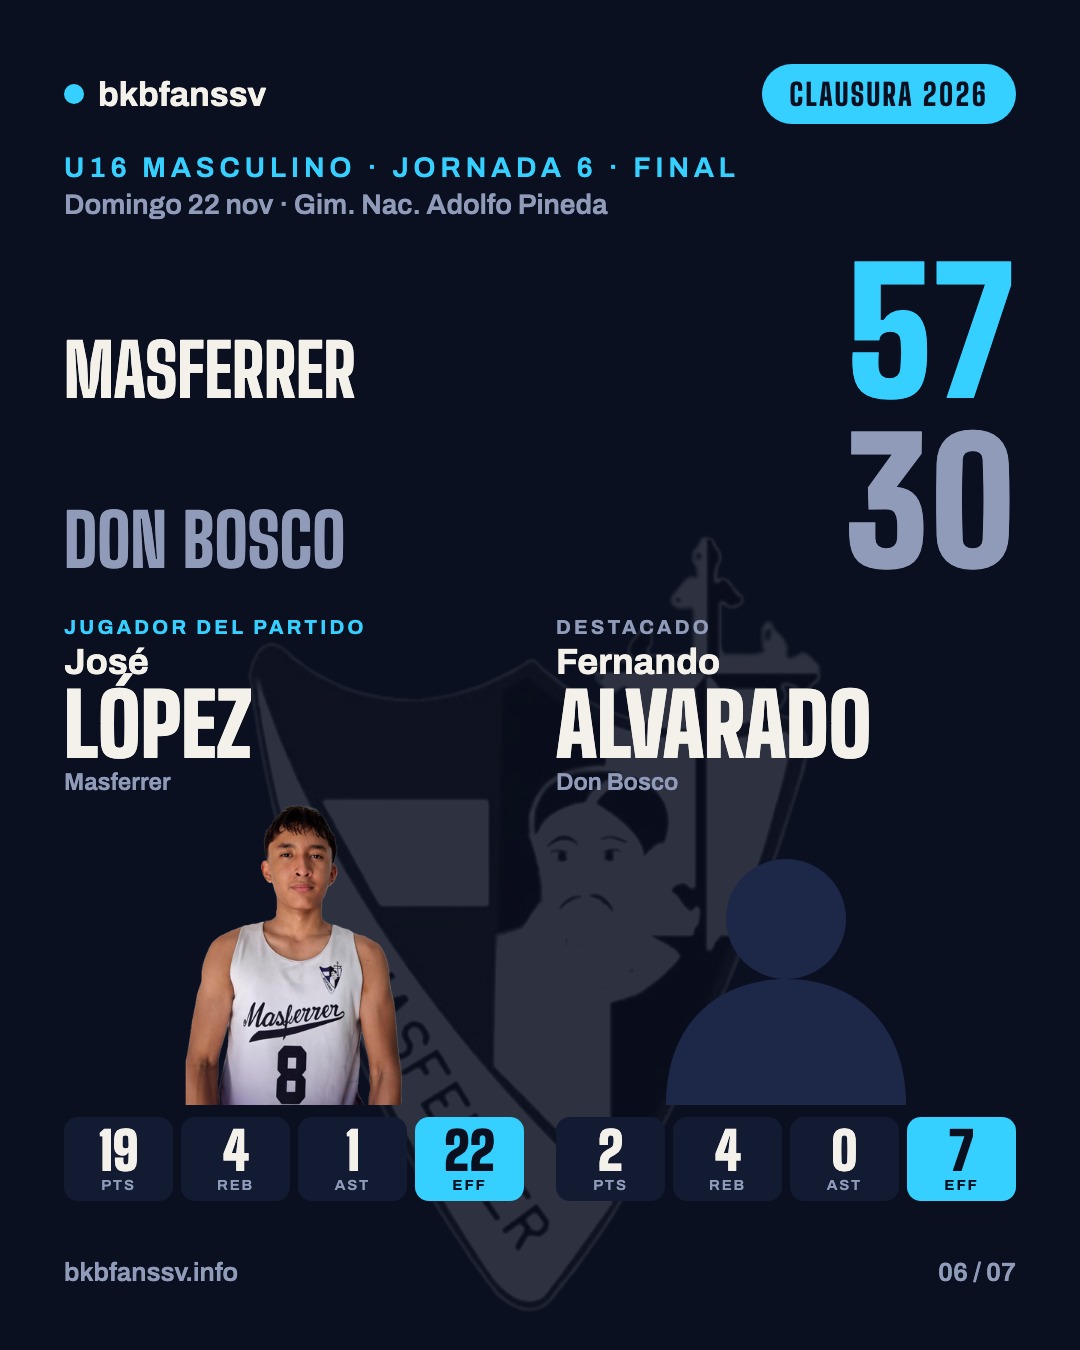 bkbfanssv
CLAUSURA 2026
U16 MASCULINO · JORNADA 6 · FINAL
Domingo 22 nov · Gim. Nac. Adolfo Pineda
MASFERRER
57
DON BOSCO
30
JUGADOR DEL PARTIDO
José
LÓPEZ
Masferrer
DESTACADO
Fernando
ALVARADO
Don Bosco
Masferrer
8
MASFERRER
19
PTS
4
REB
1
AST
22
EFF
2
PTS
4
REB
0
AST
7
EFF
bkbfanssv.info
06 / 07